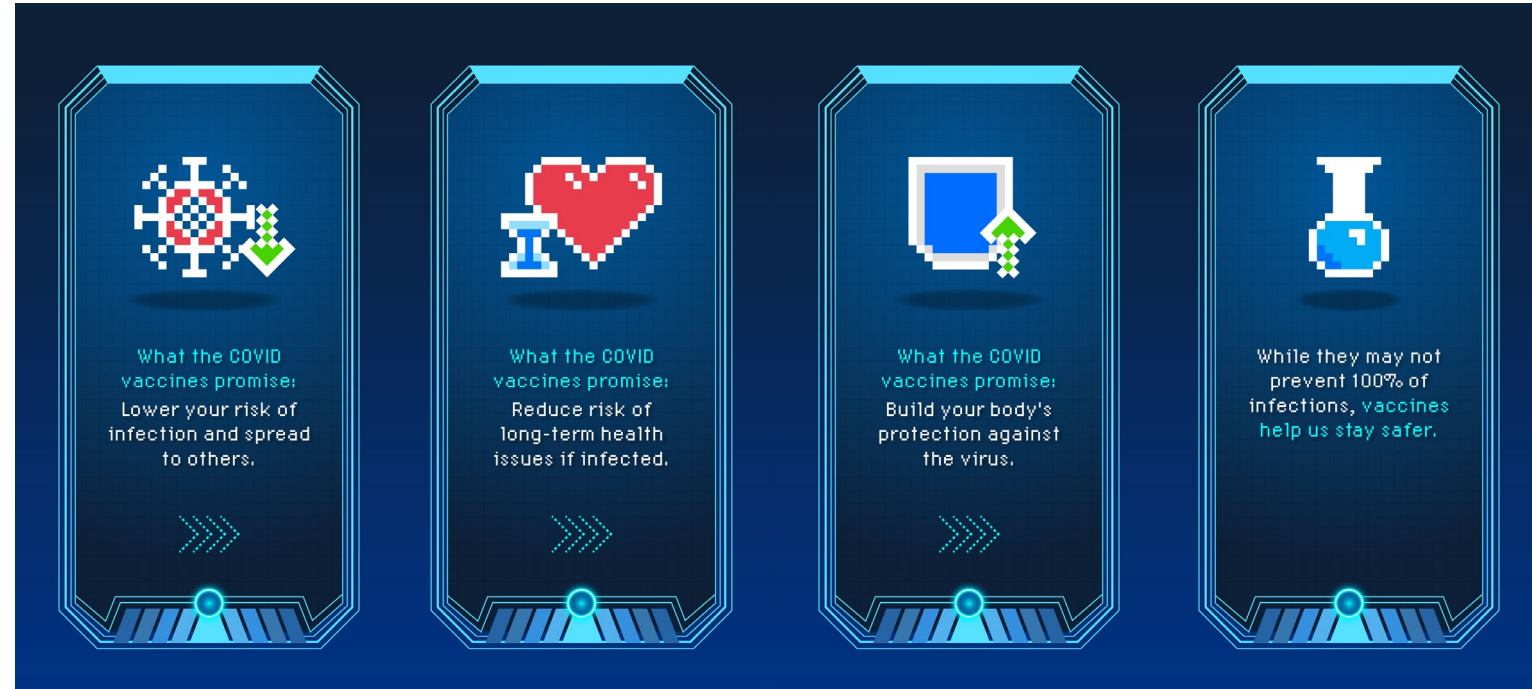 What the COVID
vaccines promise:
Lower your risk of
infection and spread
to others.
What the COVID
vaccines promise:
Reduce risk of
long-term health
issues if infected.
What the COVID
vaccines promise:
Build your body's
protection against
the virus.
While they may not
prevent 100% of
infections, vaccines
help us stay safer.